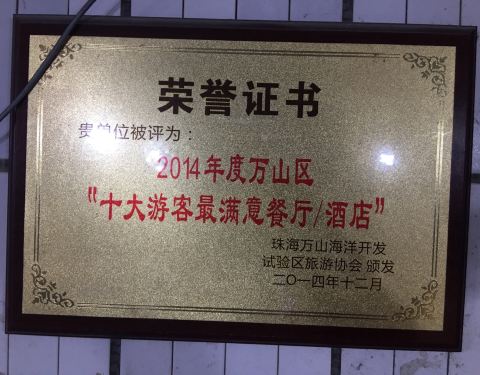 荣誉证书
贵单位被评为：
2014年度万山区
“十大游客最满意餐厅/酒店”
珠海万山海洋开发
试验区旅游协会 颁发
二〇一四年十二月